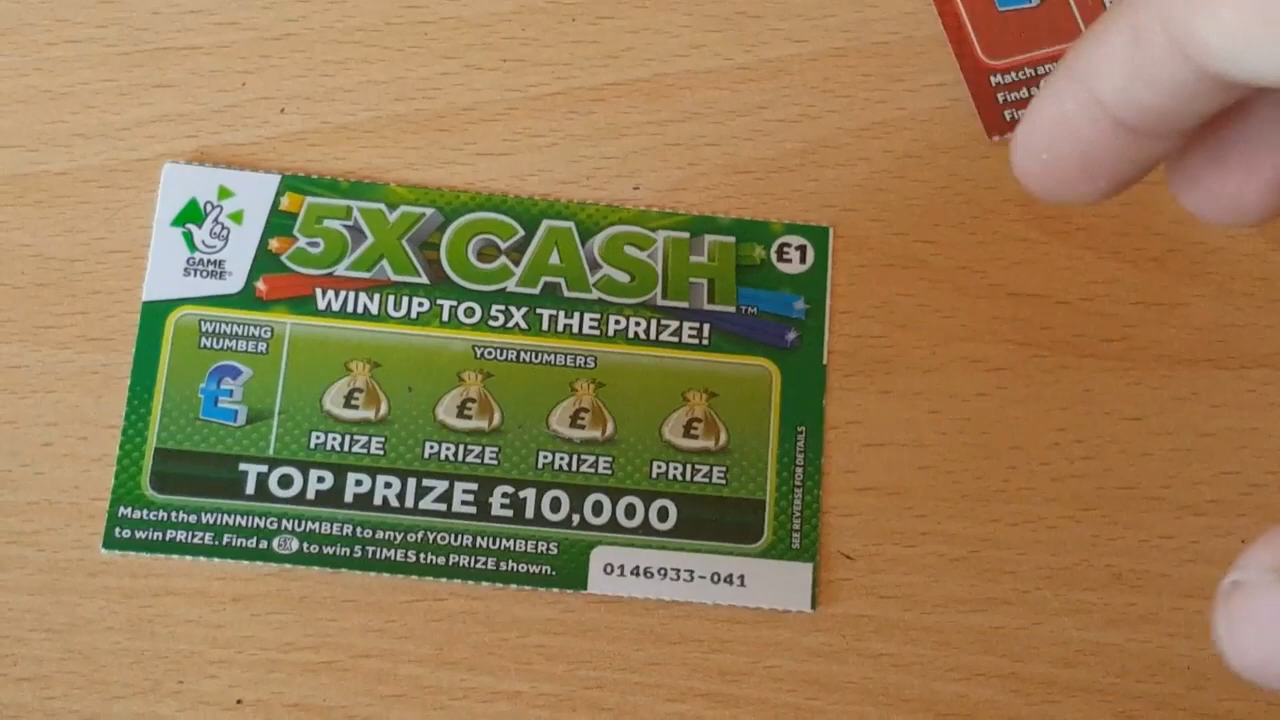 Match any
Find a
GAME
STORE®
5X CASH™
£1
WIN UP TO 5X THE PRIZE!
WINNING
NUMBER
£
YOUR NUMBERS
£ £ £ £
PRIZE PRIZE PRIZE PRIZE
TOP PRIZE £10,000
Match the WINNING NUMBER to any of YOUR NUMBERS
to win PRIZE. Find a 5X to win 5 TIMES the PRIZE shown.
0146933-041
SEE REVERSE FOR DETAILS